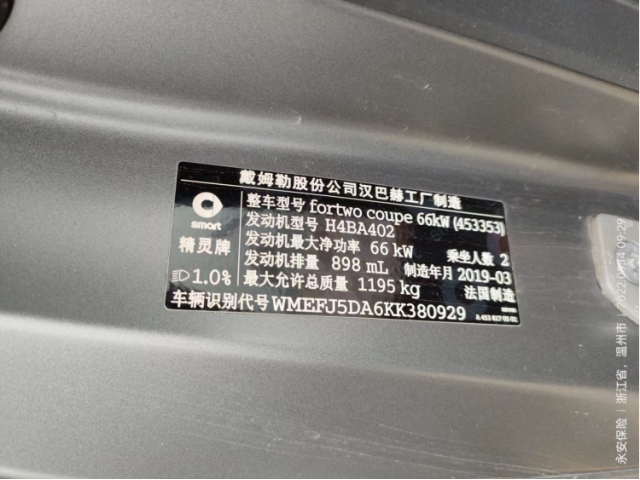 戴姆勒股份公司汉巴赫工厂制造
整车型号 fortwo coupe 66kW (453353)
发动机型号 H4BA402
发动机最大净功率 66 kW 乘坐人数 2
发动机排量 898 mL 制造年月 2019-03
最大允许总质量 1195 kg 法国制造
车辆识别代号 WMEFJ5DA6KK380929
smart
精灵牌
1.0%
A 453 817 05 02
永安保险 | 浙江省，温州市